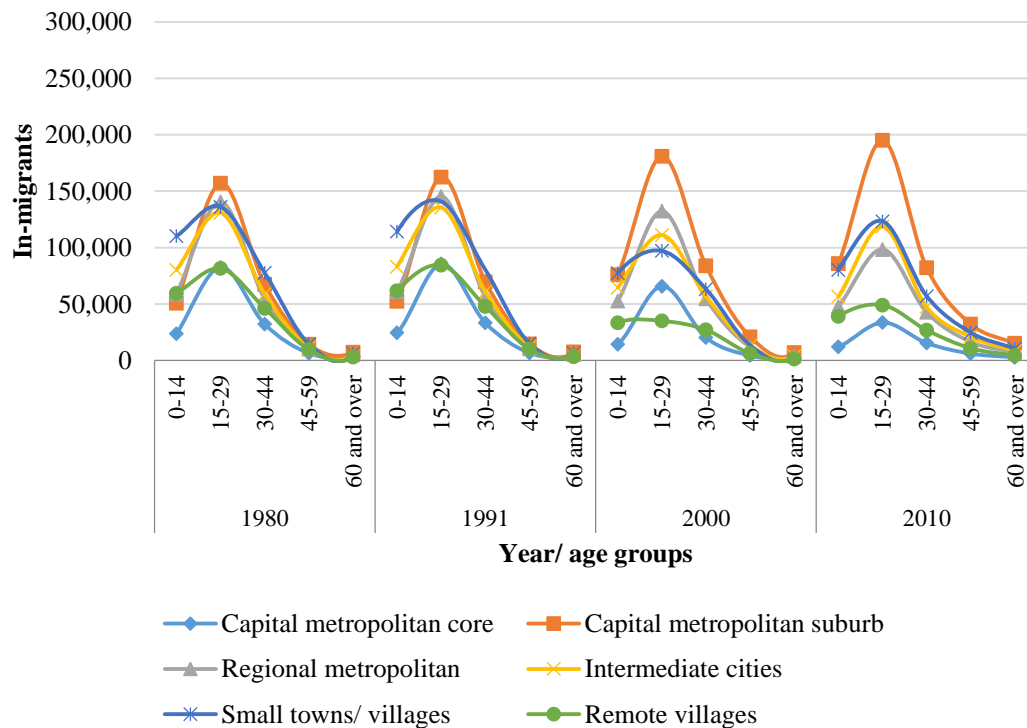 300,000
250,000
200,000
150,000
100,000
50,000
0
In-migrants
0-14
15-29
30-44
45-59
60 and over
0-14
15-29
30-44
45-59
60 and over
0-14
15-29
30-44
45-59
60 and over
0-14
15-29
30-44
45-59
60 and over
1980 1991 2000 2010
Year/ age groups
Capital metropolitan core Capital metropolitan suburb
Regional metropolitan Intermediate cities
Small towns/ villages Remote villages